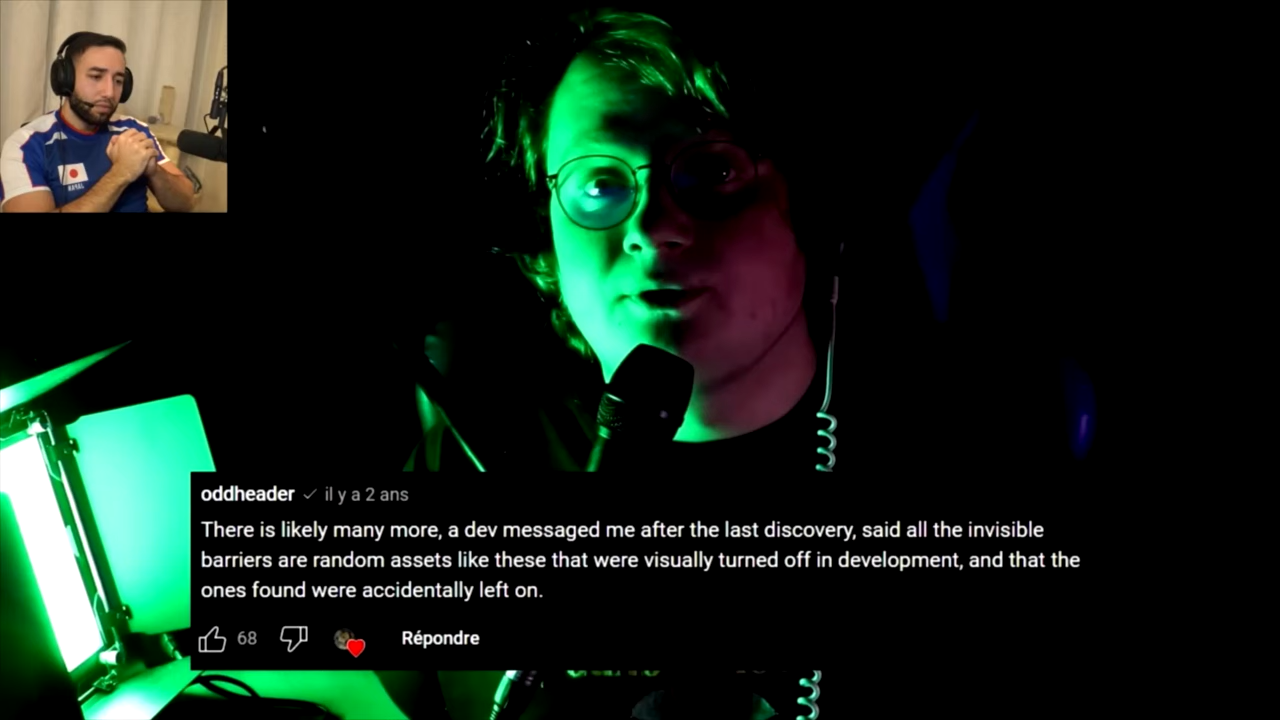 oddheader il y a 2 ans
There is likely many more, a dev messaged me after the last discovery, said all the invisible
barriers are random assets like these that were visually turned off in development, and that the
ones found were accidentally left on.
68 Répondre